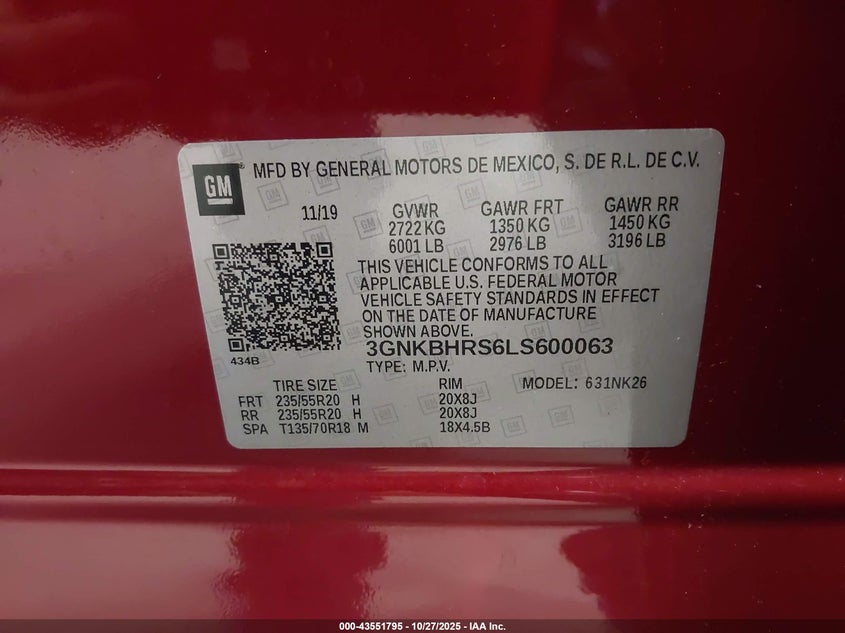 GM ® MFD BY GENERAL MOTORS DE MEXICO, S. DE R.L. DE C.V.
11/19 GVWR GAWR FRT GAWR RR
2722 KG 1350 KG 1450 KG
6001 LB 2976 LB 3196 LB
THIS VEHICLE CONFORMS TO ALL
APPLICABLE U.S. FEDERAL MOTOR
VEHICLE SAFETY STANDARDS IN EFFECT
ON THE DATE OF MANUFACTURE
SHOWN ABOVE.
434B
3GNKBHRS6LS600063
TYPE: M.P.V.
TIRE SIZE RIM MODEL: 631NK26
FRT 235/55R20 H 20X8J
RR 235/55R20 H 20X8J
SPA T135/70R18 M 18X4.5B
000-43551795 - 10/27/2025 - IAA Inc.